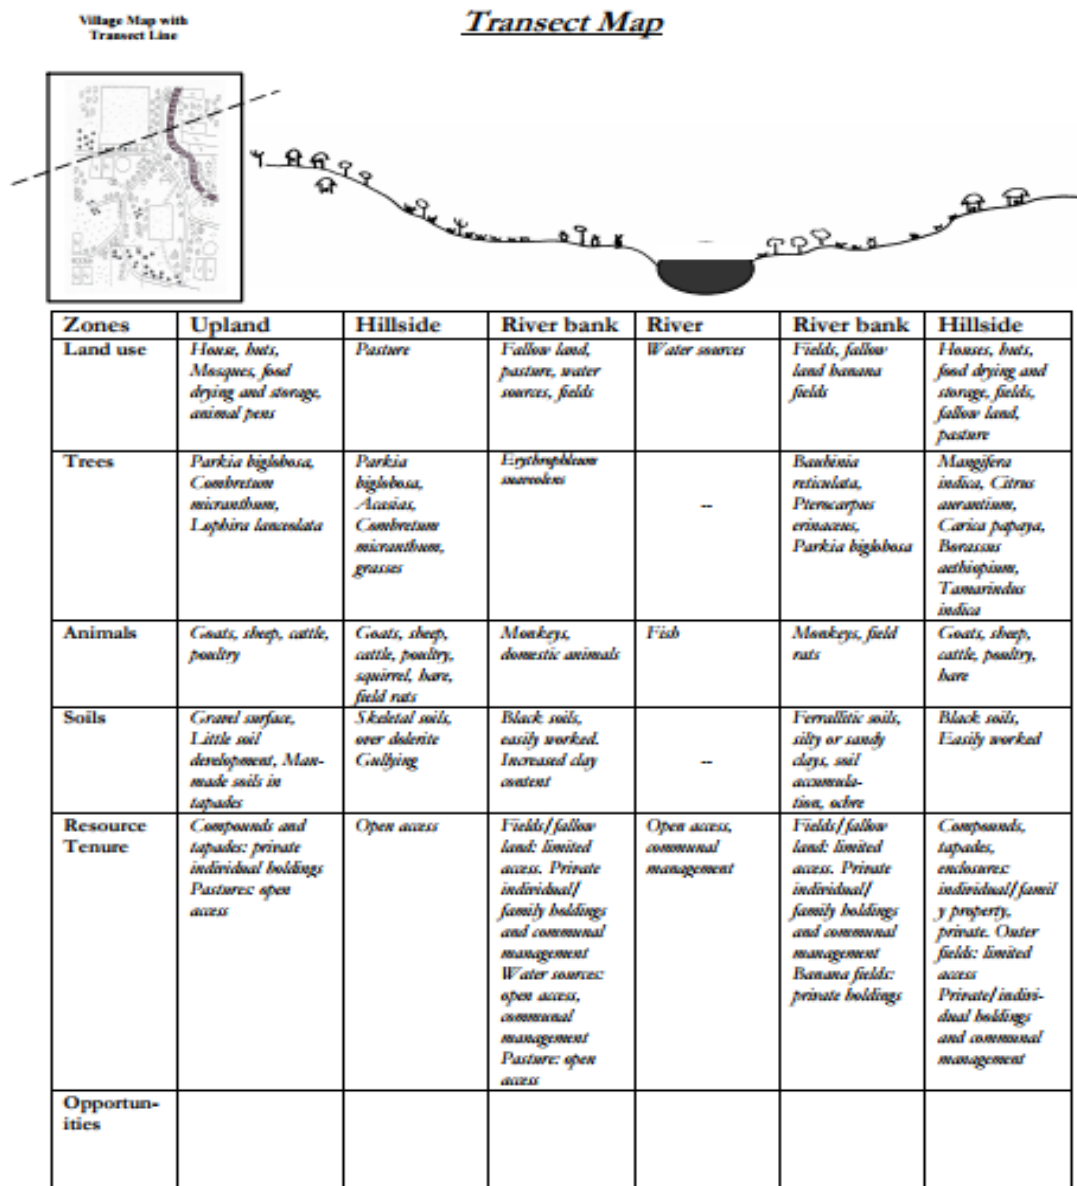 Village Map with
Transect Line
Transect Map
Zones
Upland
Hillside
River bank
River
River bank
Hillside
Land use
House, huts,
Mosques, food
drying and storage,
animal pens
Pasture
Fallow land,
pasture, water
sources, fields
Water sources
Fields, fallow
land banana
fields
Houses, huts,
food drying and
storage, fields,
fallow land,
pasture
Trees
Parkia biglobosa,
Combretum
micranthum,
Lophira lanceolata
Parkia
biglobosa,
Acasias,
Combretum
micranthum,
grasses
Erythrophleum
suareolens
--
Bauhinia
reticulata,
Pterocarpus
erinaceus,
Parkia biglobosa
Mangifera
indica, Citrus
aurantium,
Carica papaya,
Borassus
aethiopium,
Tamarindus
indica
Animals
Goats, sheep, cattle,
poultry
Goats, sheep,
cattle, poultry,
squirrel, hare,
field rats
Monkeys,
domestic animals
Fish
Monkeys, field
rats
Goats, sheep,
cattle, poultry,
hare
Soils
Gravel surface,
Little soil
development, Man-
made soils in
tapades
Skeletal soils,
over dolerite
Gullying
Black soils,
easily worked.
Increased clay
content
--
Ferrallitic soils,
silty or sandy
clays, soil
accumula-
tion, ochre
Black soils,
Easily worked
Resource
Tenure
Compounds and
tapades: private
individual holdings
Pastures: open
access
Open access
Fields/fallow
land: limited
access. Private
individual/
family holdings
and communal
management
Water sources:
open access,
communal
management
Pasture: open
access
Open access,
communal
management
Fields/fallow
land: limited
access. Private
individual/
family holdings
and communal
management
Banana fields:
private holdings
Compounds,
tapades,
enclosures:
individual/famil
y property,
private. Outer
fields: limited
access
Private/indivi-
dual holdings
and communal
management
Opportun-
ities